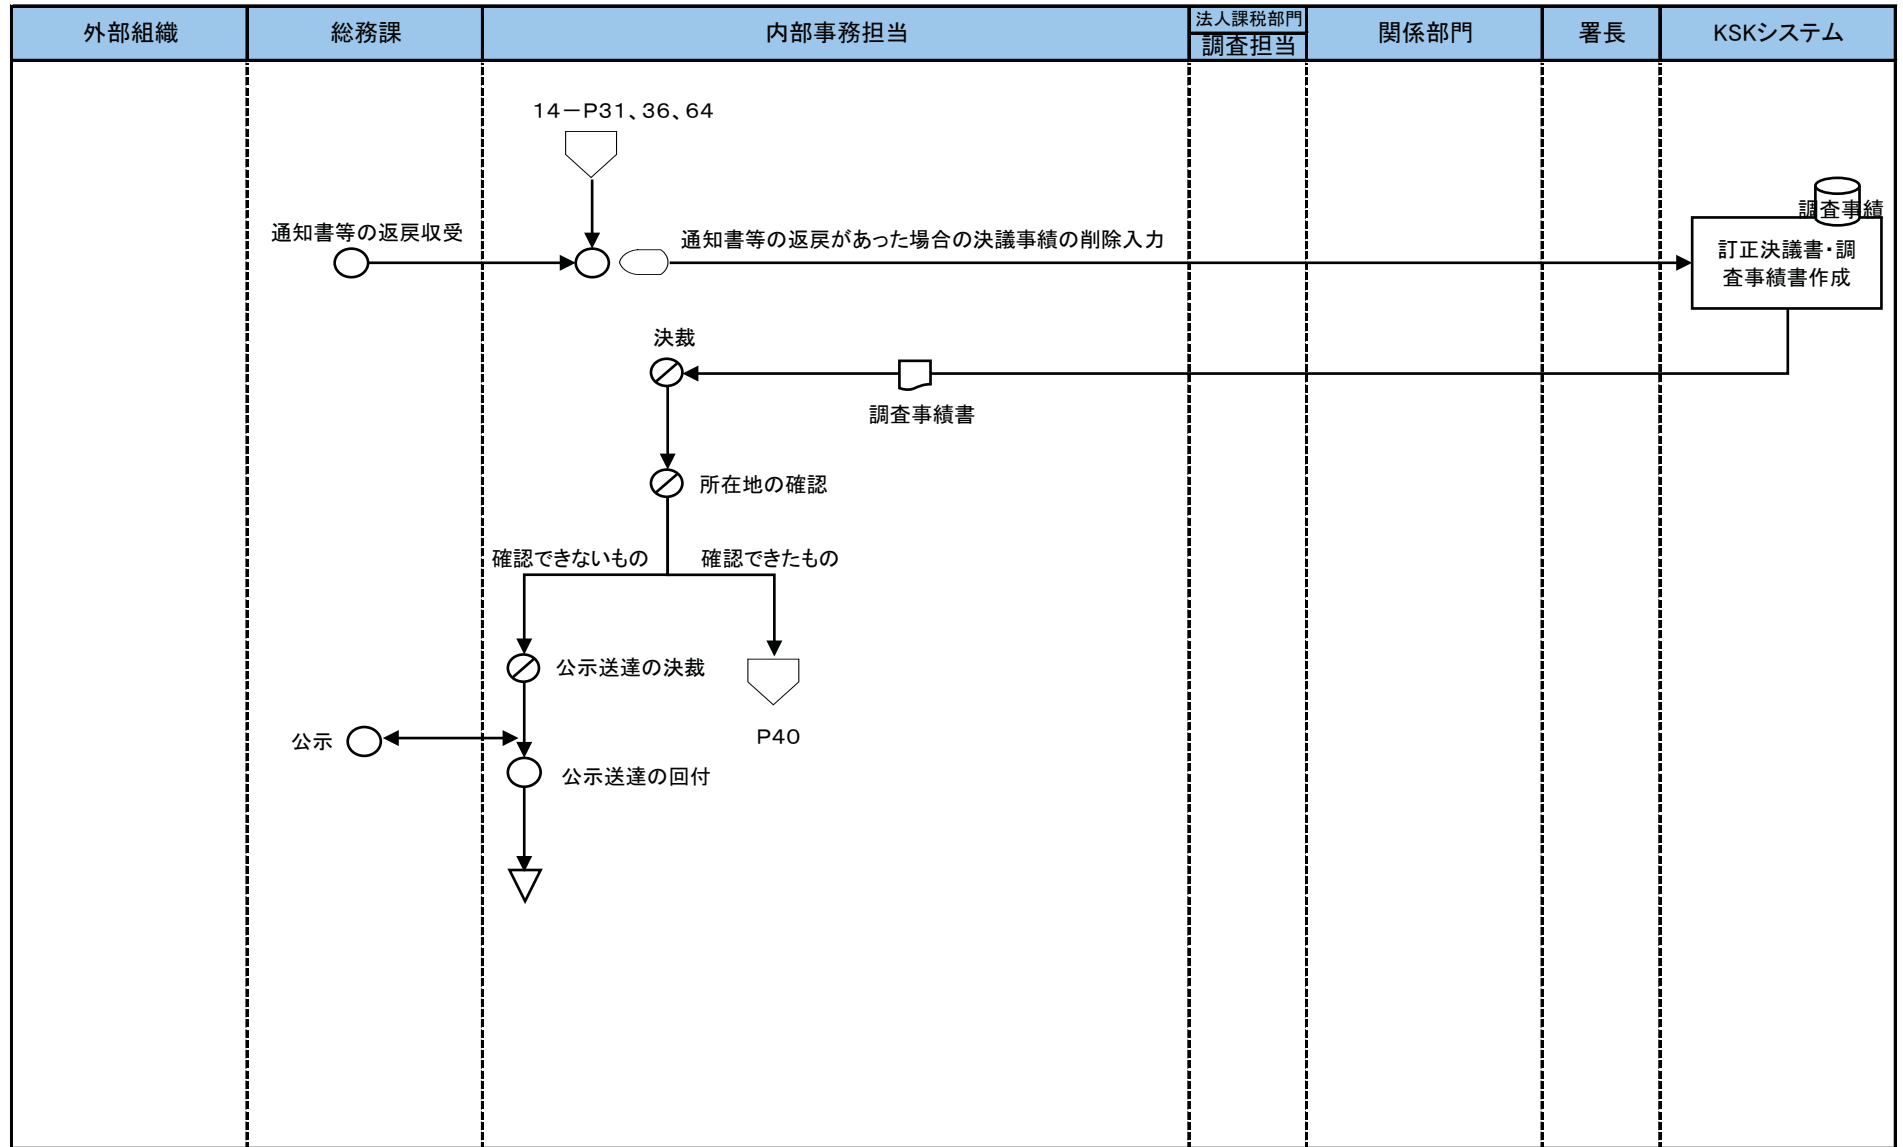 外部組織
総務課
内部事務担当
法人課税部門
調査担当
関係部門
署長
KSKシステム
14－P31、36、64
調査事績
通知書等の返戻収受
通知書等の返戻があった場合の決議事績の削除入力
訂正決議書・調
査事績書作成
決裁
調査事績書
所在地の確認
確認できないもの
確認できたもの
公示送達の決裁
公示
P40
公示送達の回付